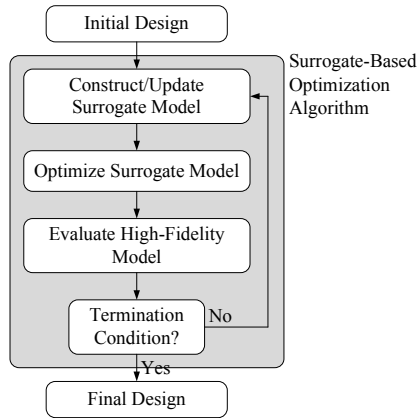 Initial Design
Surrogate-Based
Optimization
Algorithm
Construct/Update
Surrogate Model
Optimize Surrogate Model
Evaluate High-Fidelity
Model
Termination
Condition?
No
Yes
Final Design